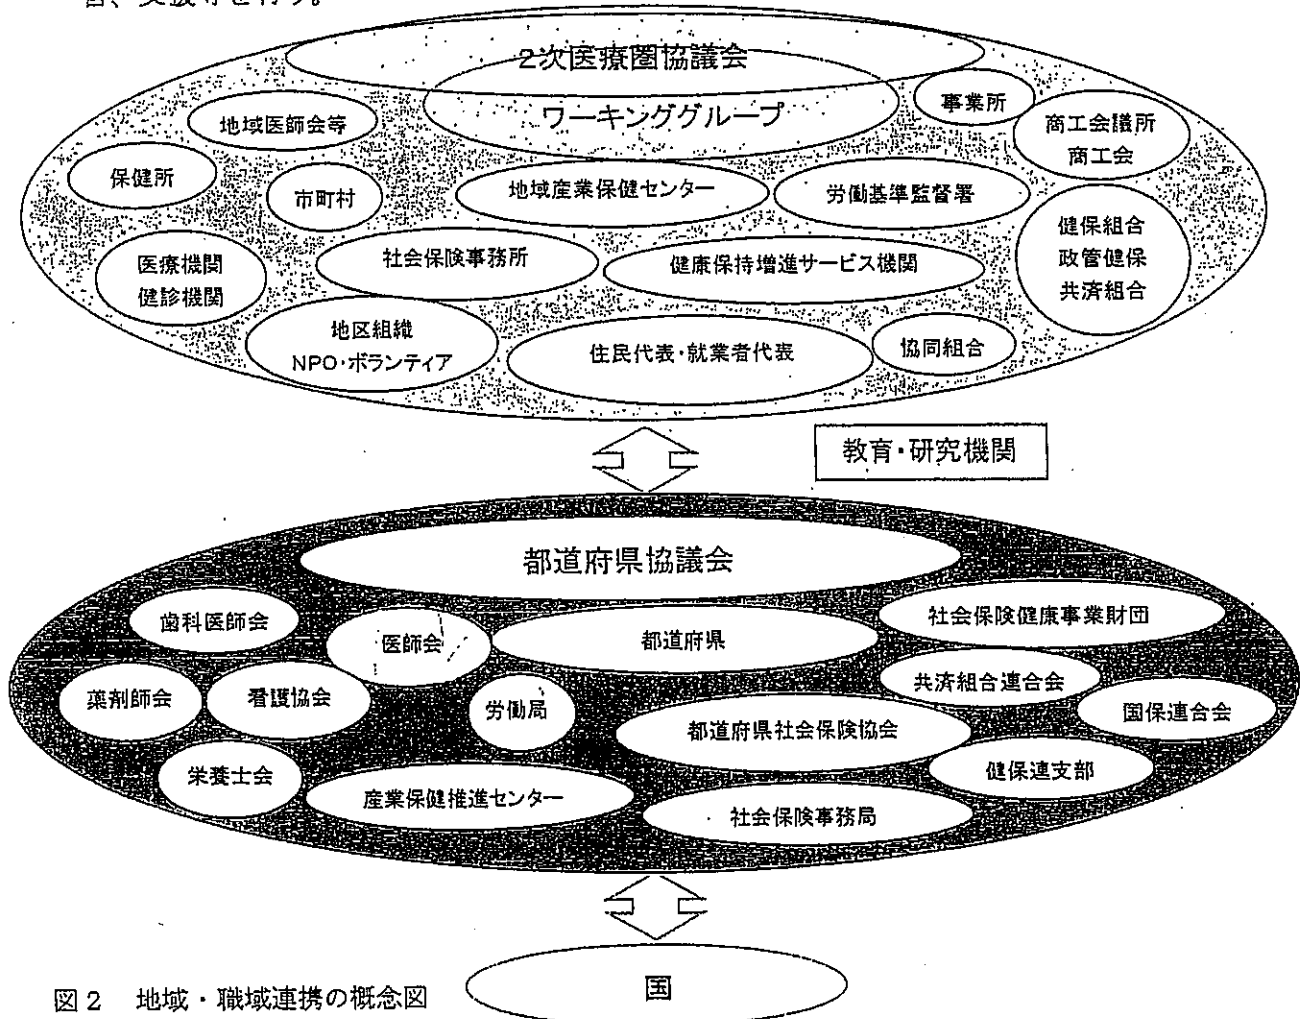 2次医療圏協議会
ワーキンググループ
事業所
商工会議所
商工会
地域医師会等
保健所
市町村
地域産業保健センター
労働基準監督署
健保組合
政管健保
共済組合
医療機関
健診機関
社会保険事務所
健康保持増進サービス機関
地区組織
NPO・ボランティア
住民代表・就業者代表
協同組合
教育・研究機関
都道府県協議会
歯科医師会
医師会
都道府県
社会保険健康事業財団
薬剤師会
看護協会
労働局
共済組合連合会
国保連合会
都道府県社会保険協会
栄養士会
産業保健推進センター
健保連支部
社会保険事務局
国
図2 地域・職域連携の概念図